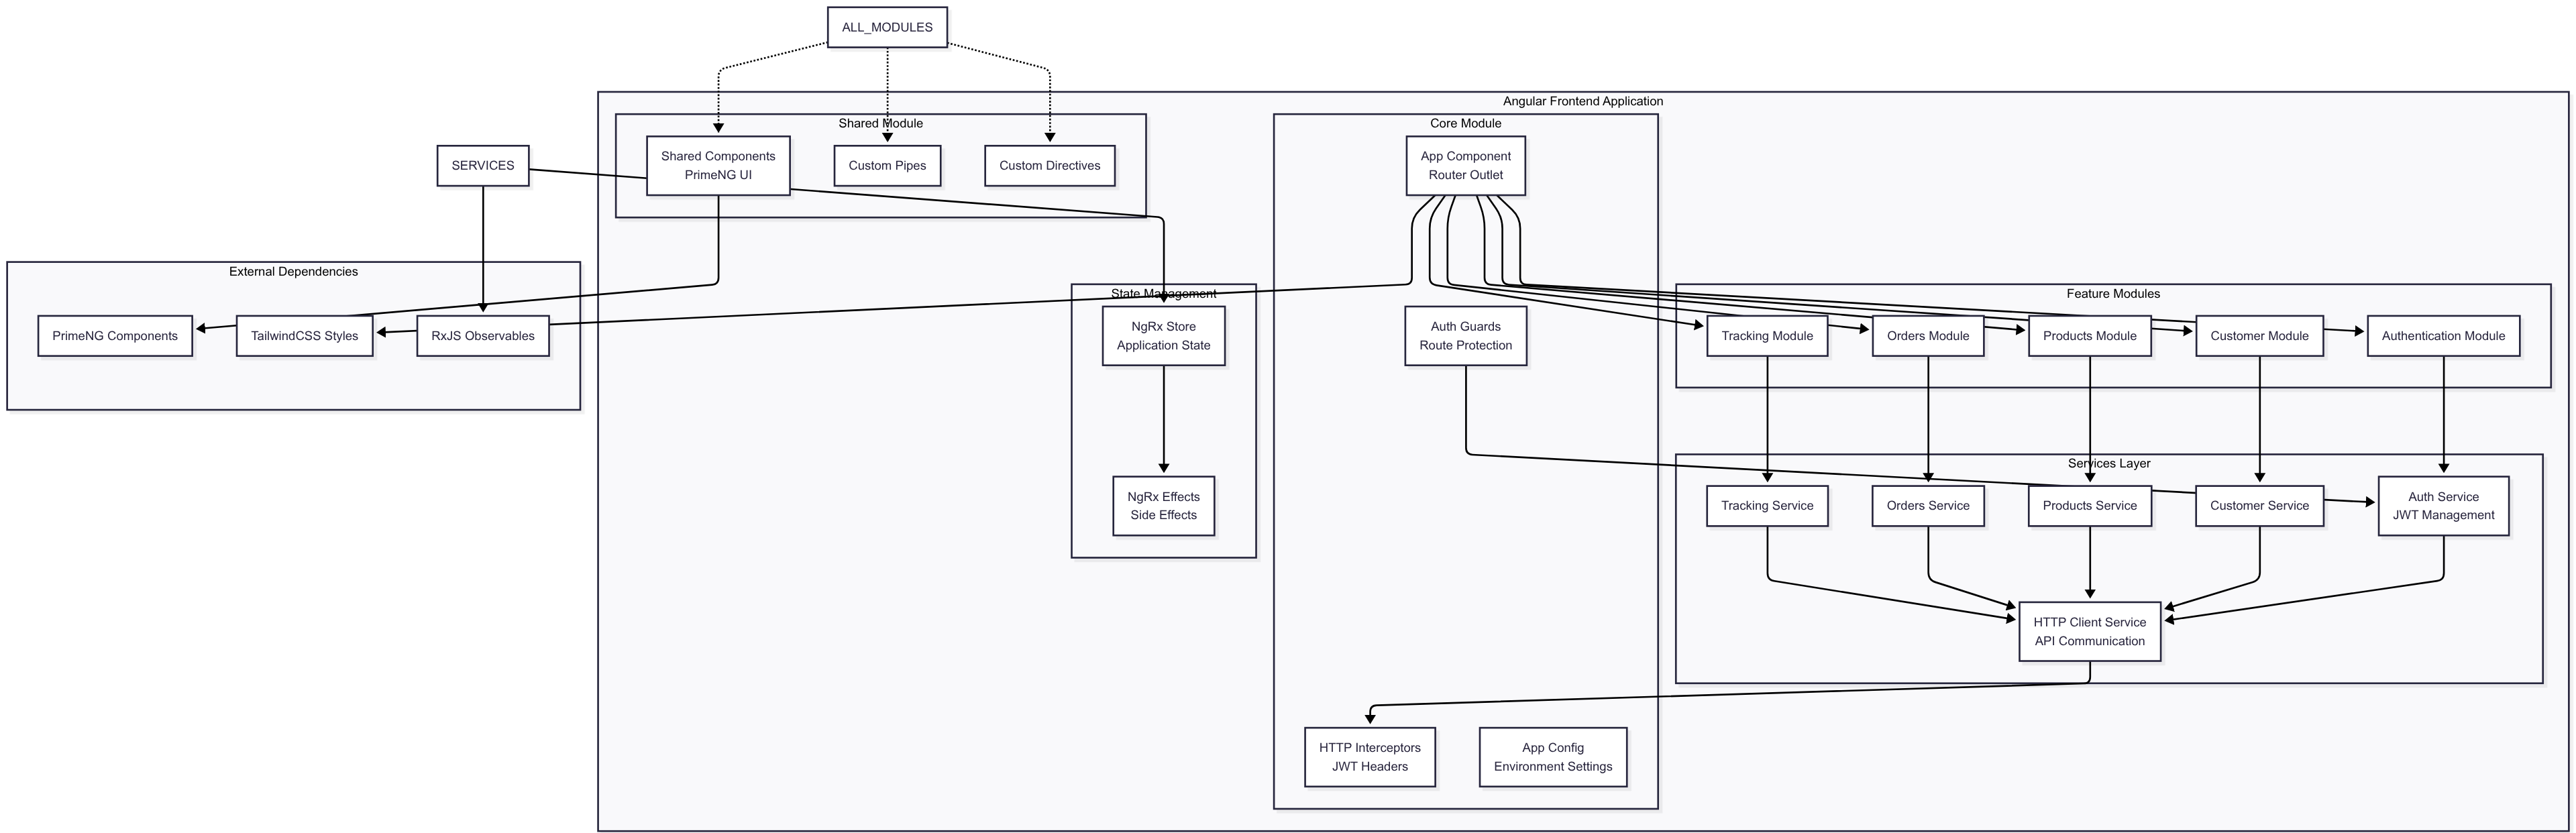 ALL_MODULES
Angular Frontend Application
Shared Module
Core Module
SERVICES
Shared Components
PrimeNG UI
Custom Pipes
Custom Directives
App Component
Router Outlet
External Dependencies
State Management
Feature Modules
PrimeNG Components
TailwindCSS Styles
RxJS Observables
NgRx Store
Application State
Auth Guards
Route Protection
Tracking Module
Orders Module
Products Module
Customer Module
Authentication Module
Services Layer
NgRx Effects
Side Effects
Tracking Service
Orders Service
Products Service
Customer Service
Auth Service
JWT Management
HTTP Client Service
API Communication
HTTP Interceptors
JWT Headers
App Config
Environment Settings